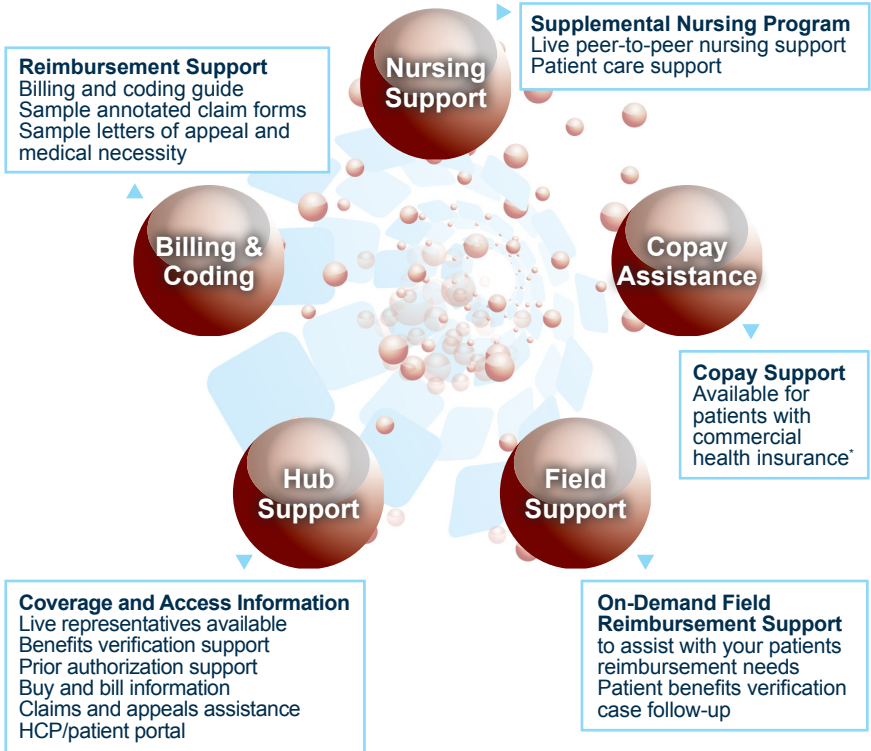 Nursing
Support
Supplemental Nursing Program
Live peer-to-peer nursing support
Patient care support
Reimbursement Support
Billing and coding guide
Sample annotated claim forms
Sample letters of appeal and
medical necessity
Billing &
Coding
Copay
Assistance
Copay Support
Available for
patients with
commercial
health insurance*
Hub
Support
Field
Support
Coverage and Access Information
Live representatives available
Benefits verification support
Prior authorization support
Buy and bill information
Claims and appeals assistance
HCP/patient portal
On-Demand Field
Reimbursement Support
to assist with your patients
reimbursement needs
Patient benefits verification
case follow-up